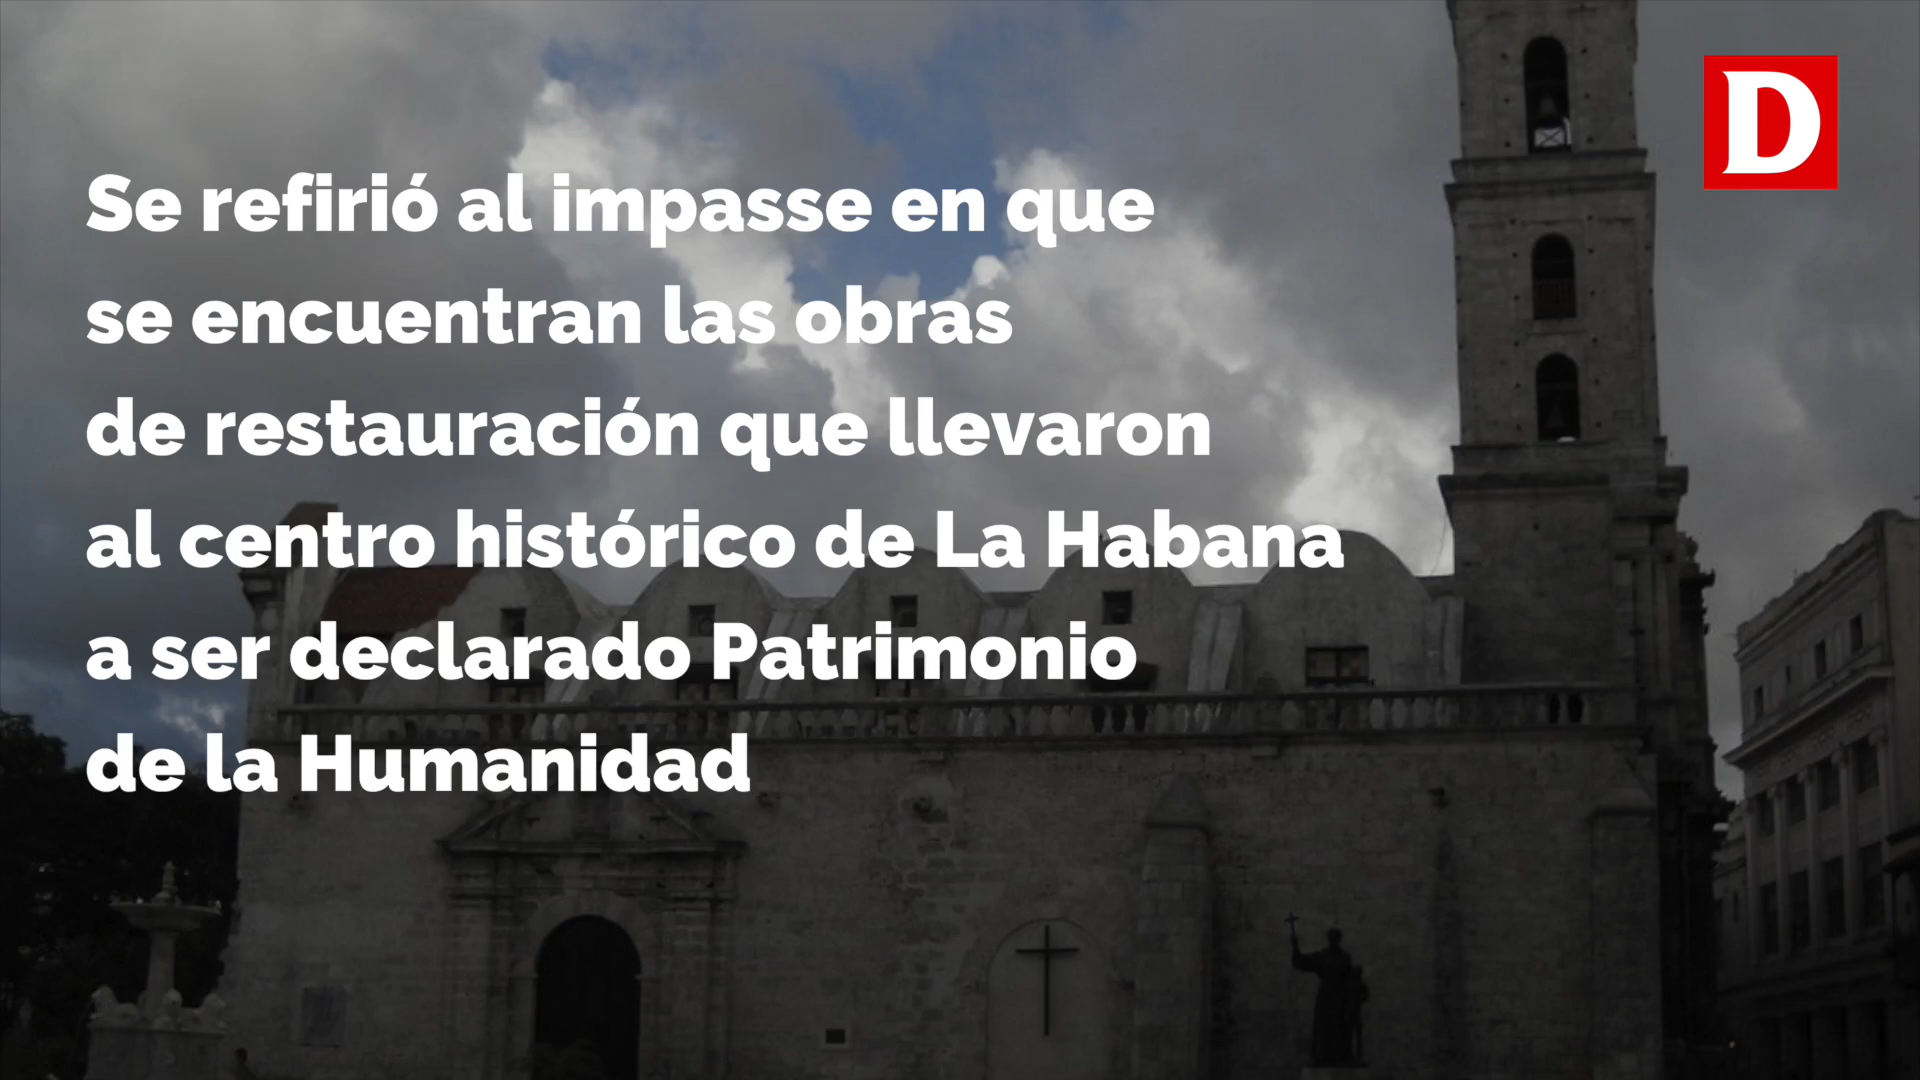 D
Se refirió al impasse en que
se encuentran las obras
de restauración que llevaron
al centro histórico de La Habana
a ser declarado Patrimonio
de la Humanidad